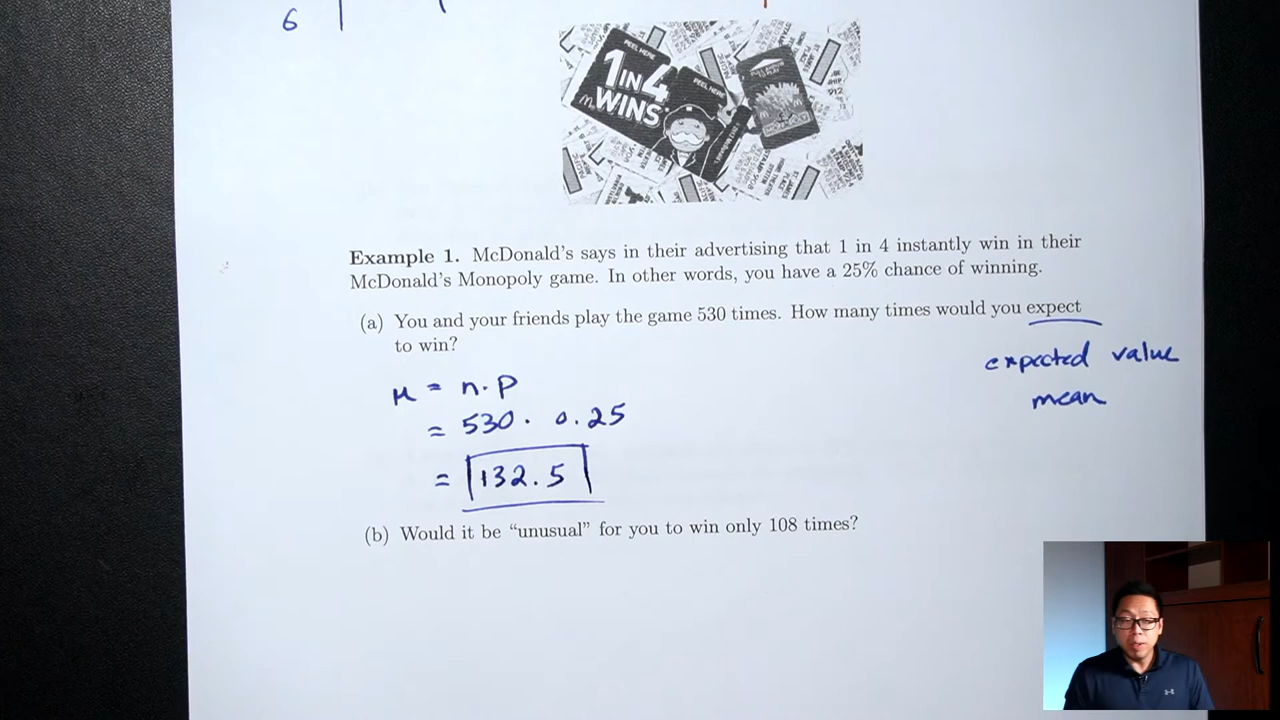 6
PEEL HERE
1 IN 4
WINS
PEEL HERE
Example 1. McDonald's says in their advertising that 1 in 4 instantly win in their
McDonald's Monopoly game. In other words, you have a 25% chance of winning.
(a) You and your friends play the game 530 times. How many times would you expect
to win?
expected value
mean
μ = n·p
= 530 · 0.25
= 132.5
(b) Would it be “unusual” for you to win only 108 times?